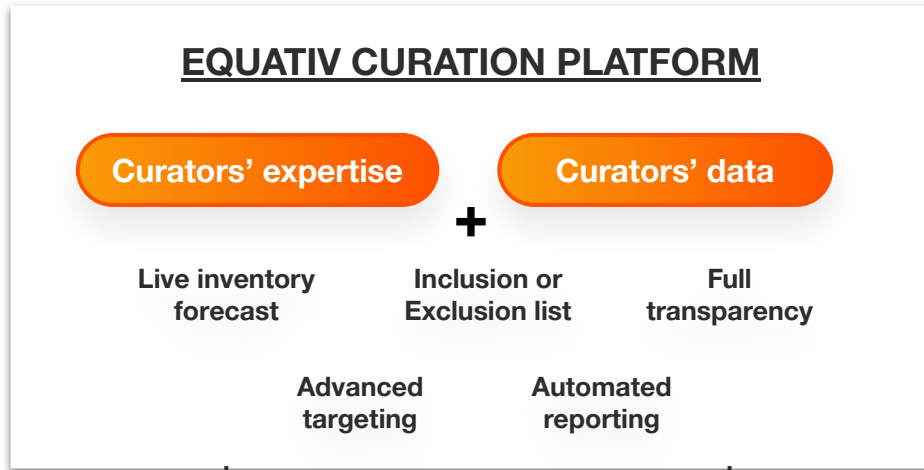 EQUATIV CURATION PLATFORM
Curators’ expertise
Curators’ data
+
Live inventory
forecast
Inclusion or
Exclusion list
Full
transparency
Advanced
targeting
Automated
reporting